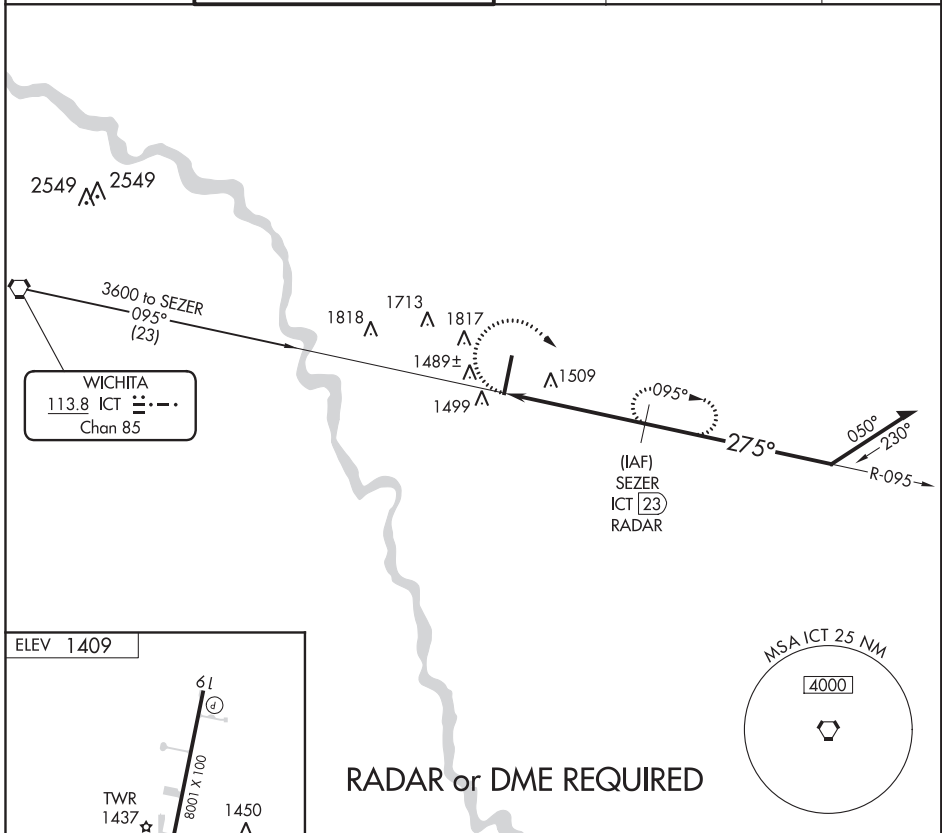 2549
2549
3600 to SEZER
095°
(23)
WICHITA
113.8 ICT
Chan 85
1818
1713
1817
1489±
1499
1509
095°
275°
050°
230°
R-095
(IAF)
SEZER
ICT 23
RADAR
ELEV 1409
19
P
8001 X 100
TWR
1437
1450
RADAR or DME REQUIRED
MSA ICT 25 NM
4000